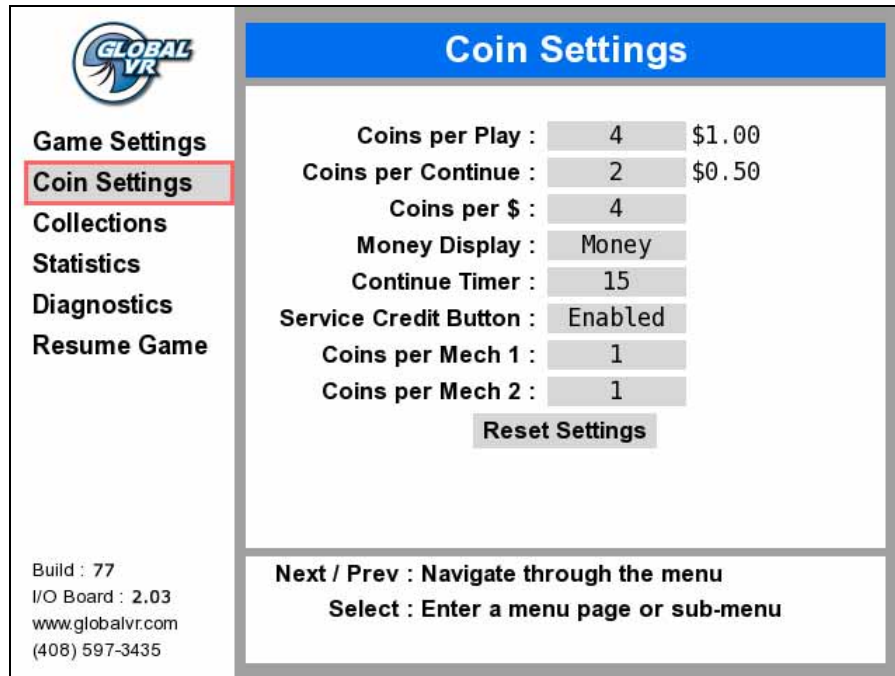 GLOBAL
VR
Game Settings
Coin Settings
Collections
Statistics
Diagnostics
Resume Game
Build : 77
I/O Board : 2.03
www.globalvr.com
(408) 597-3435
Coin Settings
Coins per Play : 4 $1.00
Coins per Continue : 2 $0.50
Coins per $ : 4
Money Display : Money
Continue Timer : 15
Service Credit Button : Enabled
Coins per Mech 1 : 1
Coins per Mech 2 : 1
Reset Settings
Next / Prev : Navigate through the menu
Select : Enter a menu page or sub-menu